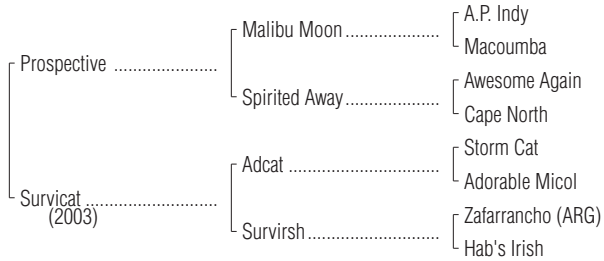 A.P. Indy
Malibu Moon ....................
Macoumba
Prospective ......................
Awesome Again
Spirited Away ....................
Cape North
Storm Cat
Adcat ................................
Adorable Micol
Survicat ............................
(2003)
Zafarrancho (ARG)
Survirsh ............................
Hab's Irish